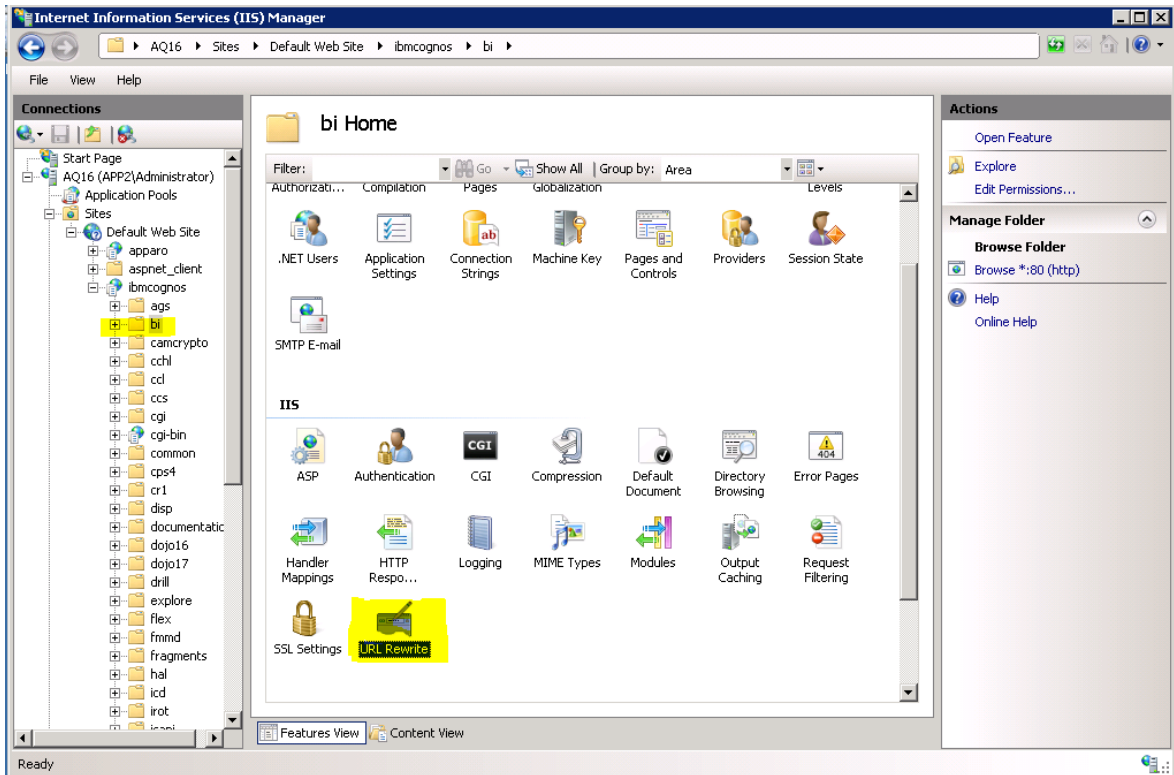 Internet Information Services (IIS) Manager
AQ16 Sites Default Web Site ibmcognos bi
File View Help
Connections
Start Page
AQ16 (APP2\Administrator)
Application Pools
Sites
Default Web Site
apparo
aspnet_client
ibmcognos
ags
bi
camcrypto
cchl
ccl
ccs
cgi
cgi-bin
common
cps4
cr1
disp
documentatic
dojo16
dojo17
drill
explore
flex
fmmd
fragments
hal
icd
irot
isapi
bi Home
Filter: Go Show All Group by: Area
Authorizati... Compilation Pages Globalization Levels
.NET Users Application Settings Connection Strings Machine Key Pages and Controls Providers Session State
SMTP E-mail
IIS
ASP Authentication CGI Compression Default Document Directory Browsing Error Pages
Handler Mappings HTTP Respo... Logging MIME Types Modules Output Caching Request Filtering
SSL Settings URL Rewrite
Features View Content View
Actions
Open Feature
Explore
Edit Permissions...
Manage Folder
Browse Folder
Browse *:80 (http)
Help
Online Help
Ready